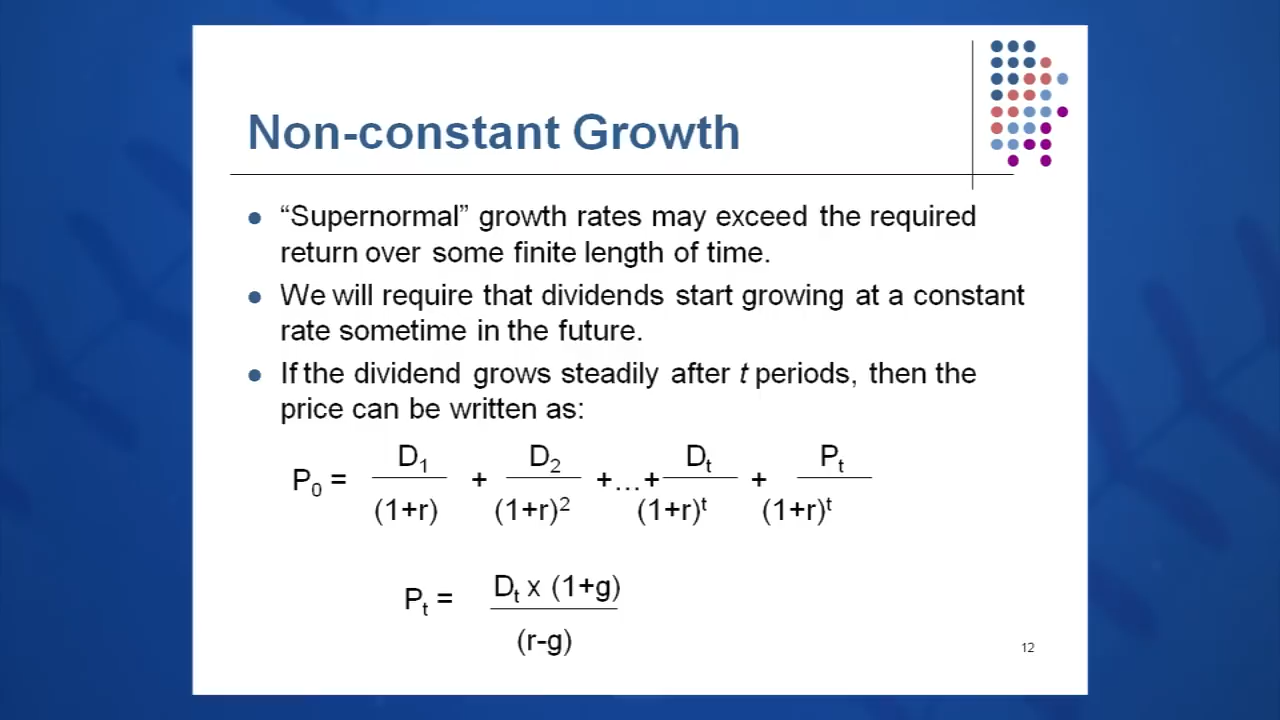 Non-constant Growth
“Supernormal” growth rates may exceed the required
return over some finite length of time.
We will require that dividends start growing at a constant
rate sometime in the future.
If the dividend grows steadily after t periods, then the
price can be written as:
P₀ = D₁/(1+r) + D₂/(1+r)² +…+ Dₜ/(1+r)ᵗ + Pₜ/(1+r)ᵗ
Pₜ = Dₜ x (1+g)/(r-g)
12